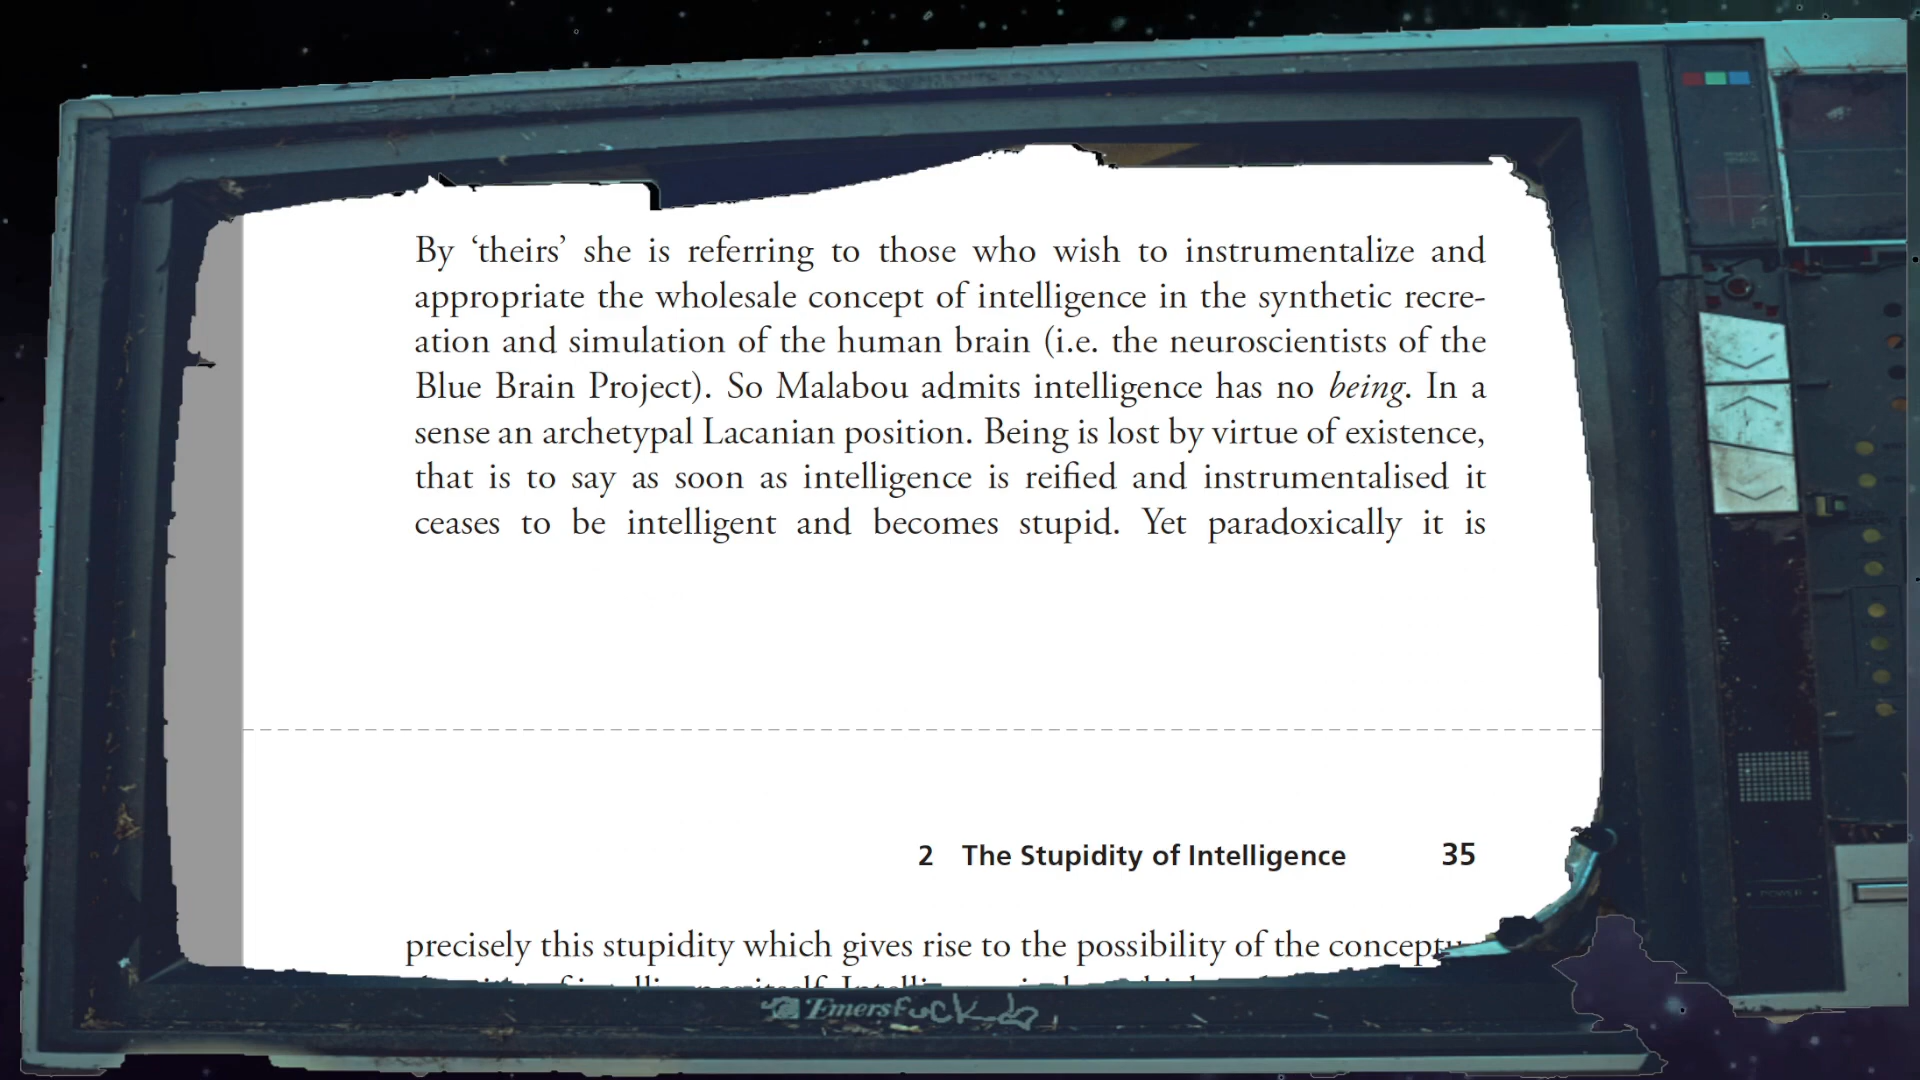 By ‘theirs’ she is referring to those who wish to instrumentalize and
appropriate the wholesale concept of intelligence in the synthetic recre-
ation and simulation of the human brain (i.e. the neuroscientists of the
Blue Brain Project). So Malabou admits intelligence has no being. In a
sense an archetypal Lacanian position. Being is lost by virtue of existence,
that is to say as soon as intelligence is reified and instrumentalised it
ceases to be intelligent and becomes stupid. Yet paradoxically it is
2 The Stupidity of Intelligence 35
precisely this stupidity which gives rise to the possibility of the
POWER